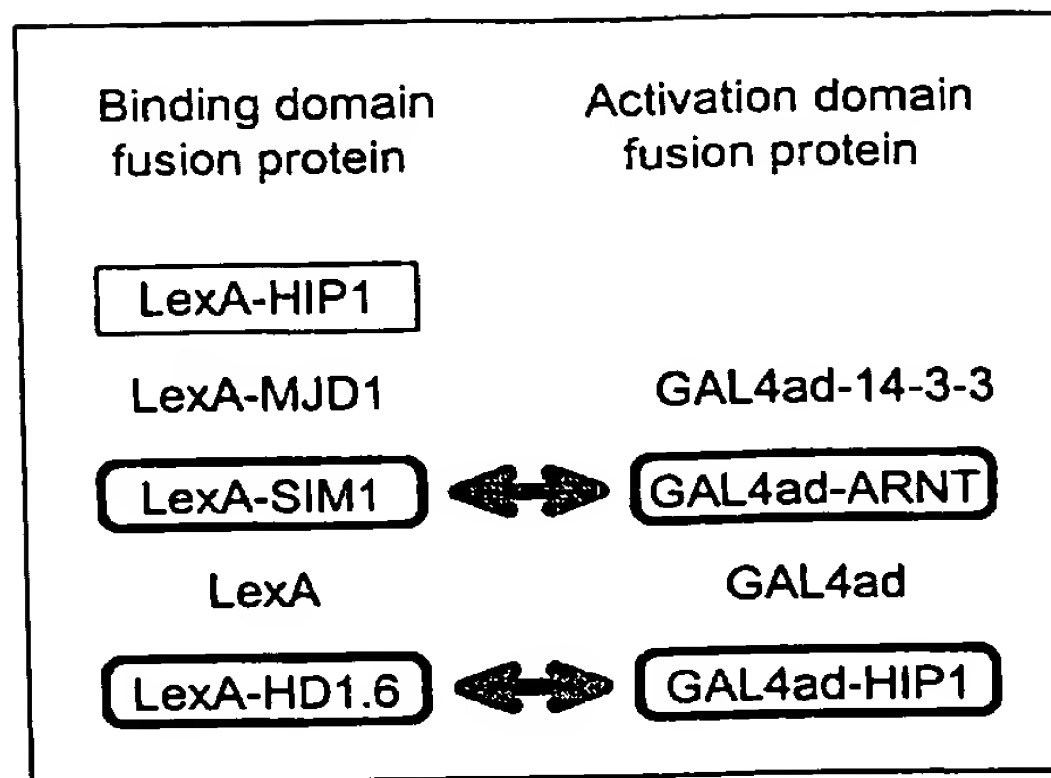 Binding domain
fusion protein
Activation domain
fusion protein
LexA-HIP1
LexA-MJD1
GAL4ad-14-3-3
LexA-SIM1
GAL4ad-ARNT
LexA
GAL4ad
LexA-HD1.6
GAL4ad-HIP1